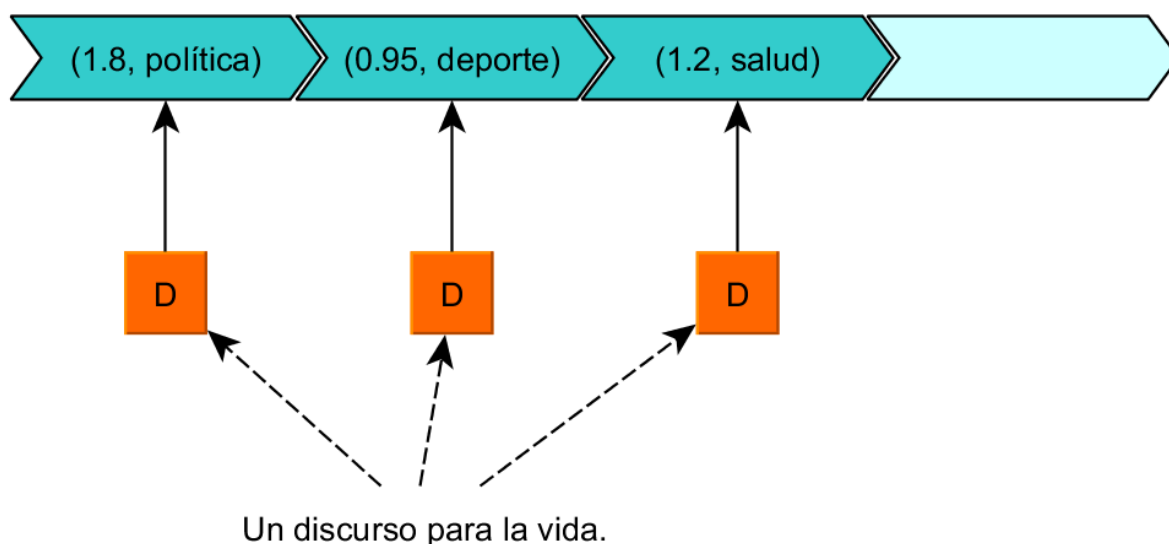 (1.8, política) (0.95, deporte) (1.2, salud)
D D D
Un discurso para la vida.